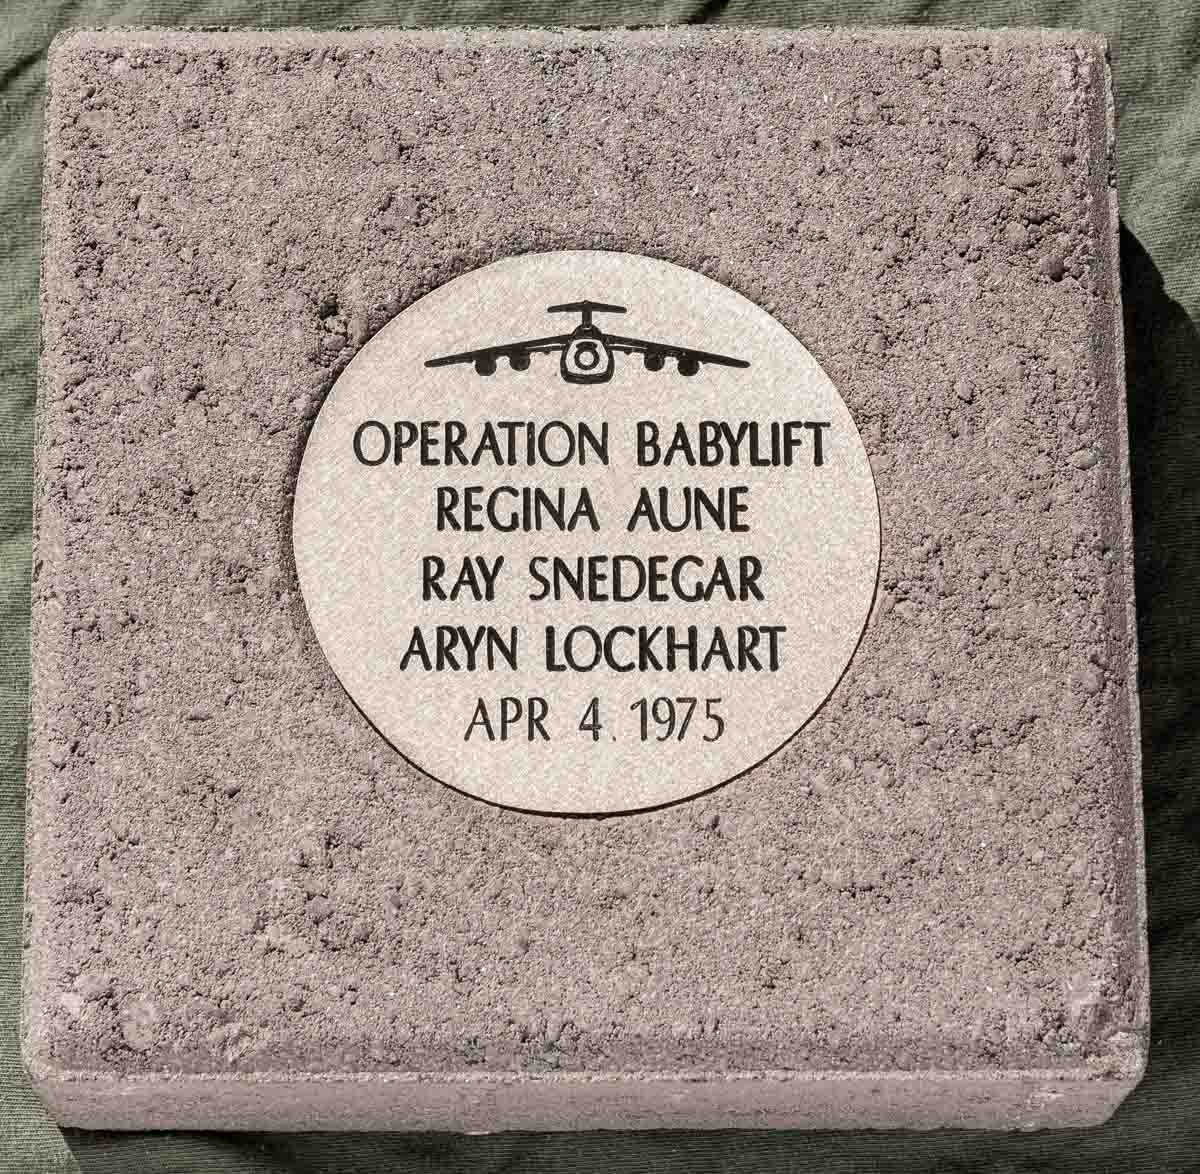 OPERATION BABYLIFT
REGINA AUNE
RAY SNEDEGAR
ARYN LOCKHART
APR 4, 1975